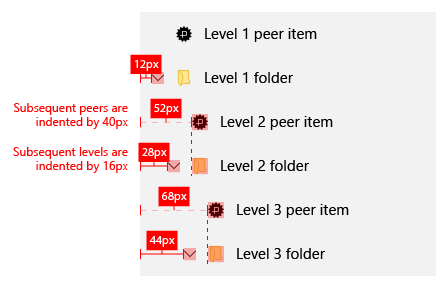 Level 1 peer item
12px
Level 1 folder
Subsequent peers are
indented by 40px
52px
Level 2 peer item
Subsequent levels are
indented by 16px
28px
Level 2 folder
68px
Level 3 peer item
44px
Level 3 folder